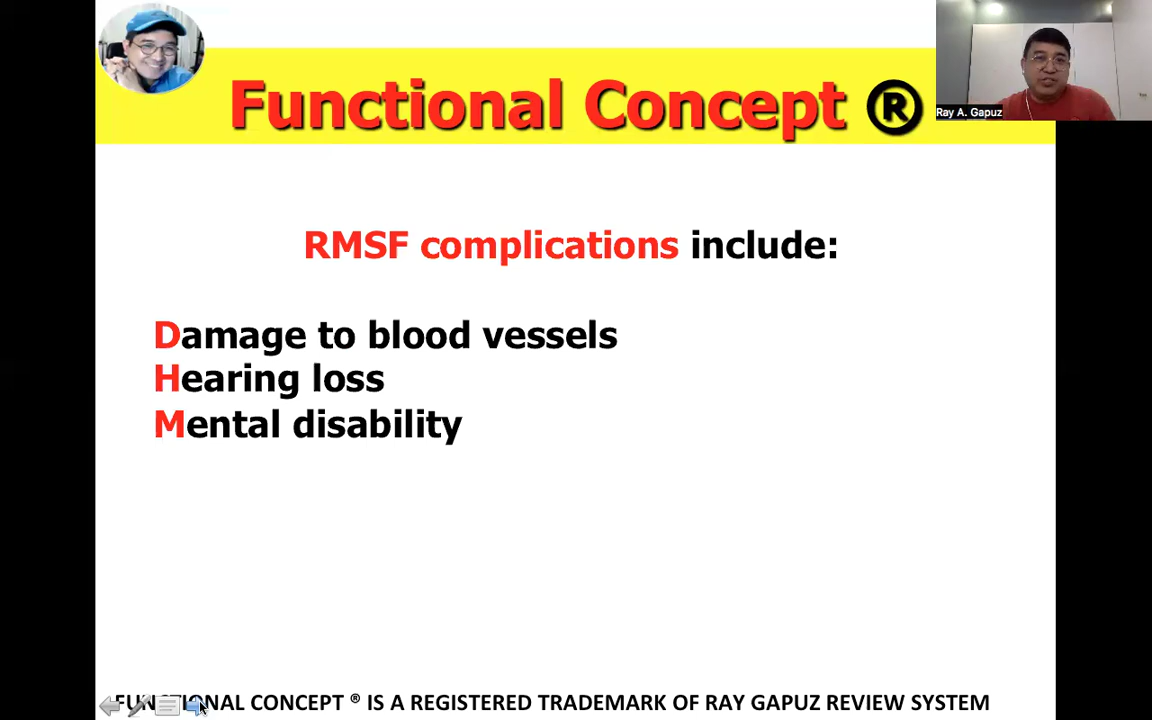 Functional Concept ®
Ray A. Gapuz
RMSF complications include:
Damage to blood vessels
Hearing loss
Mental disability
FUNCTIONAL CONCEPT ® IS A REGISTERED TRADEMARK OF RAY GAPUZ REVIEW SYSTEM